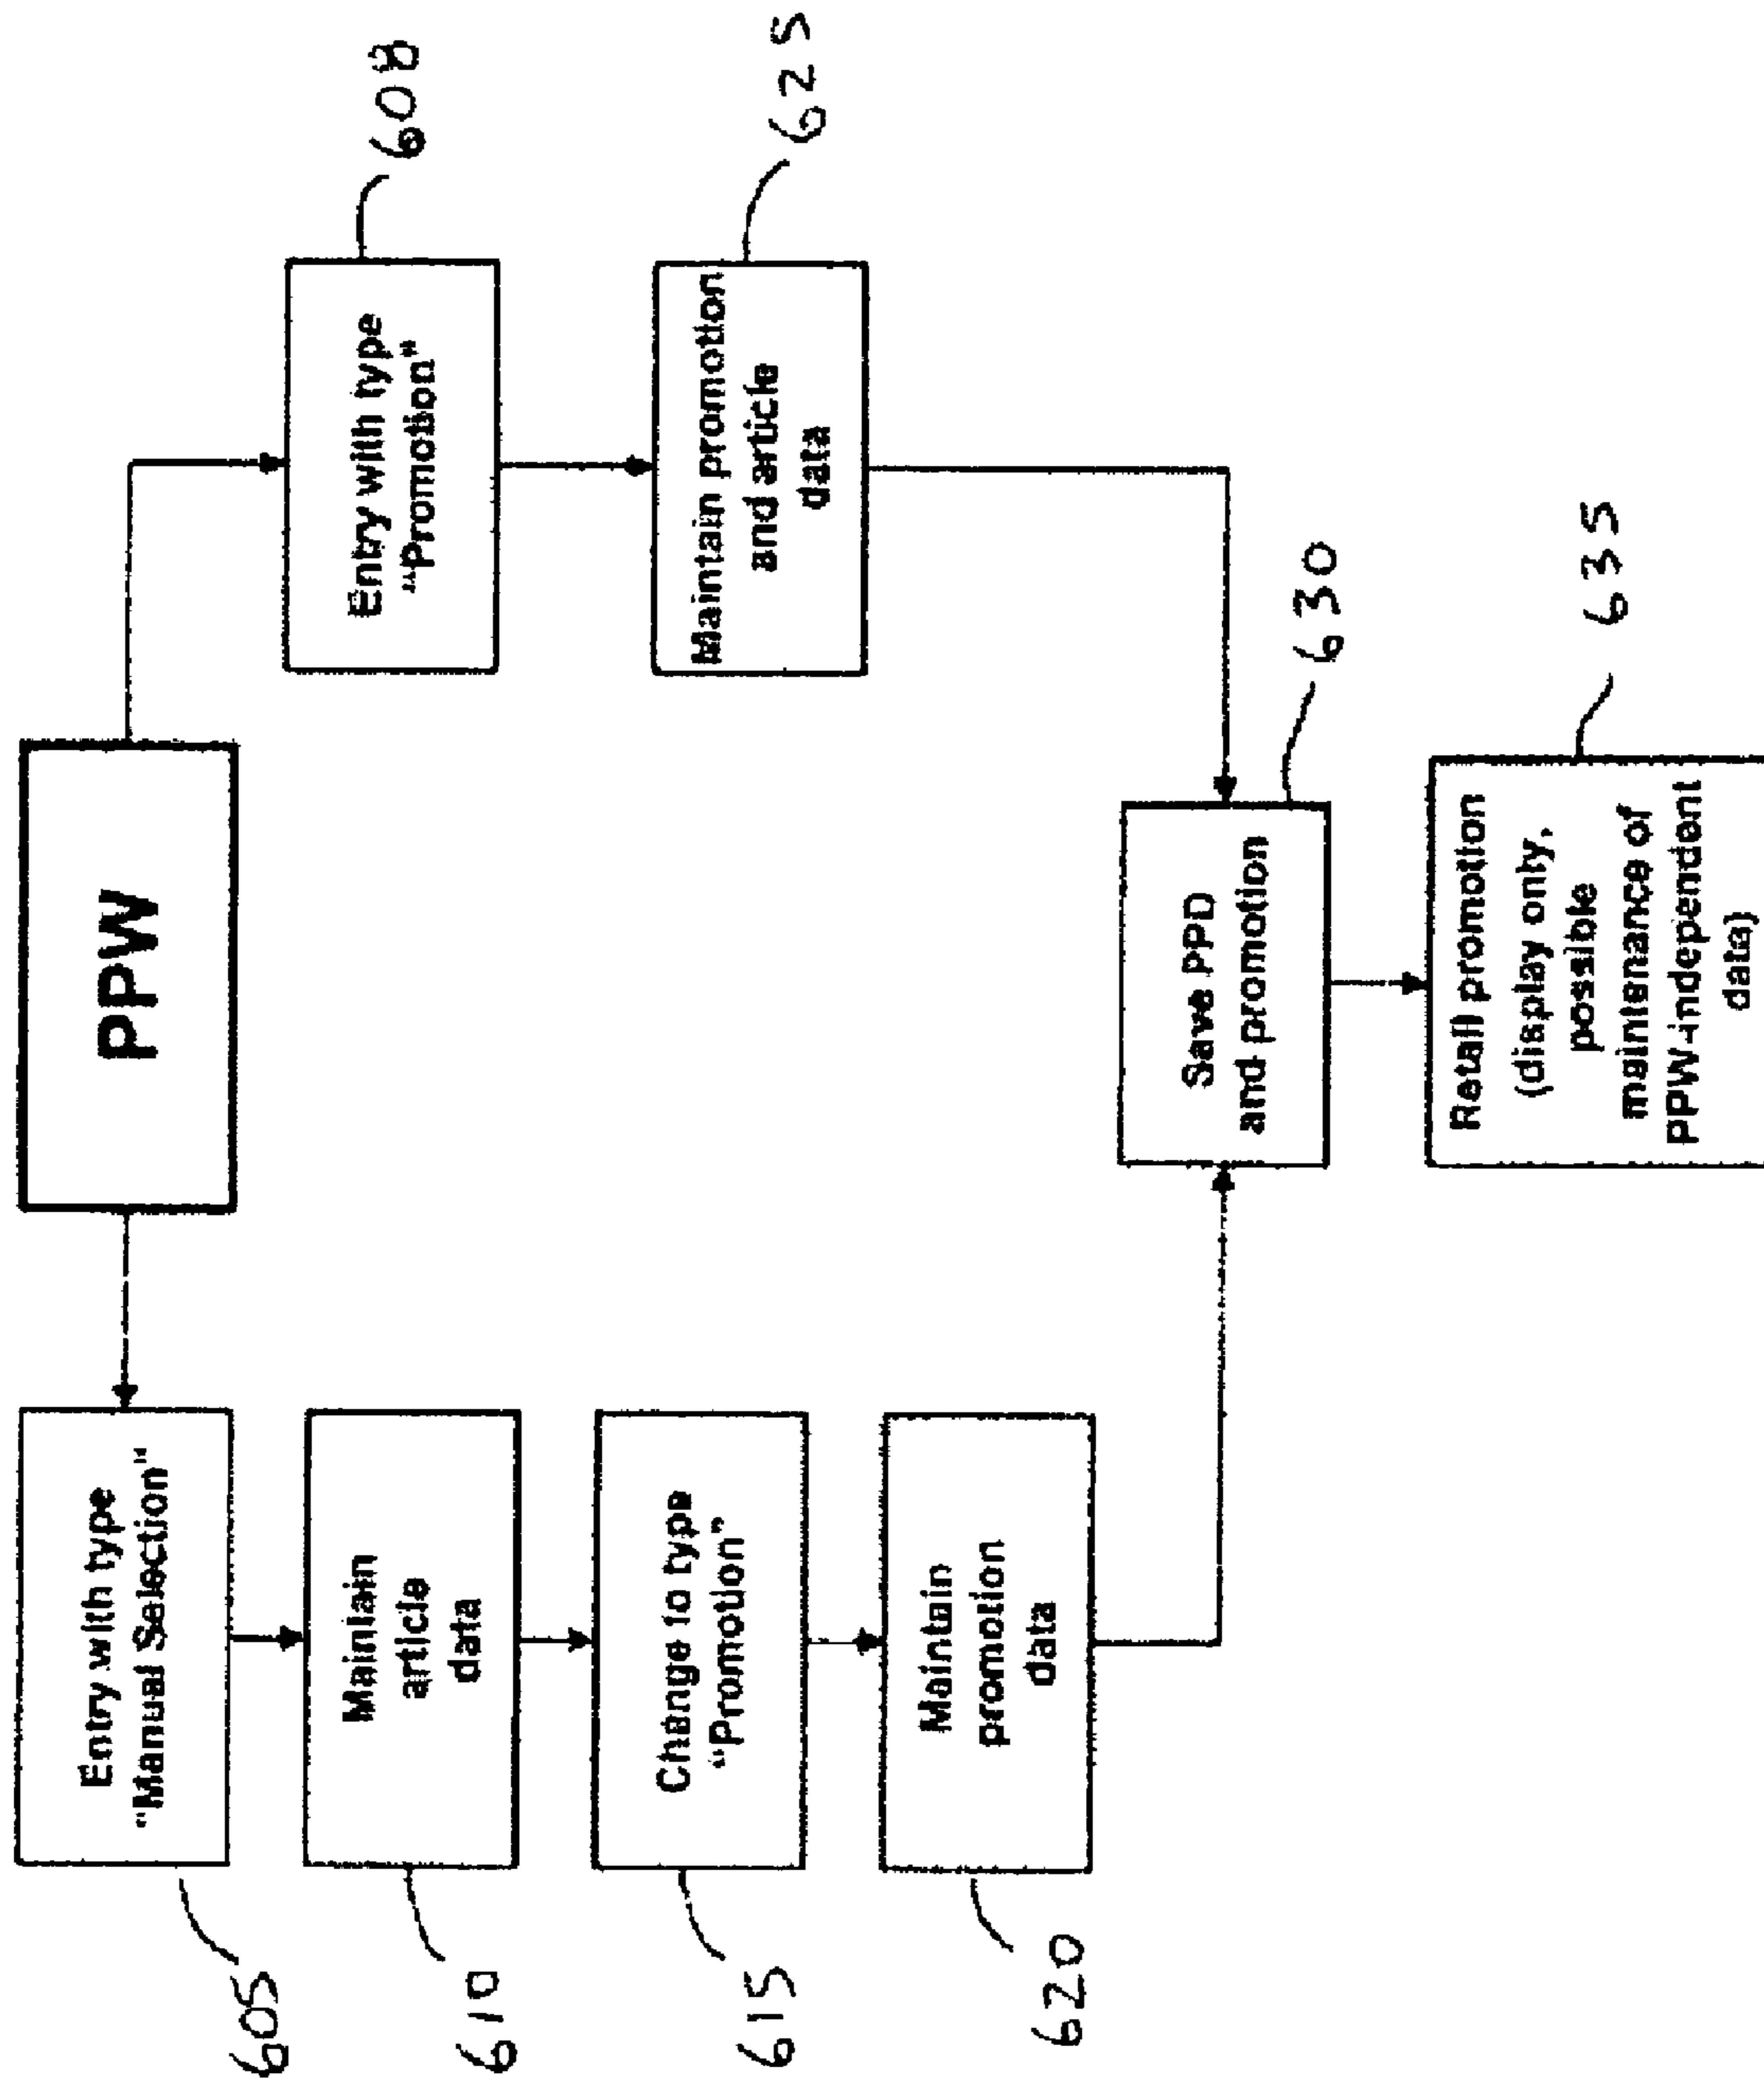 PPW
Entry with type
"Manual Selection"
605
Maintain
article
data
610
Change to type
"Promotion"
615
Maintain
promotion
data
620
Entry with type
"Promotion"
608
Maintain promotion
and article
data
625
Save PPD
and promotion
630
Retail promotion
(display only,
possible
maintenance of
PPW-independent
data)
635